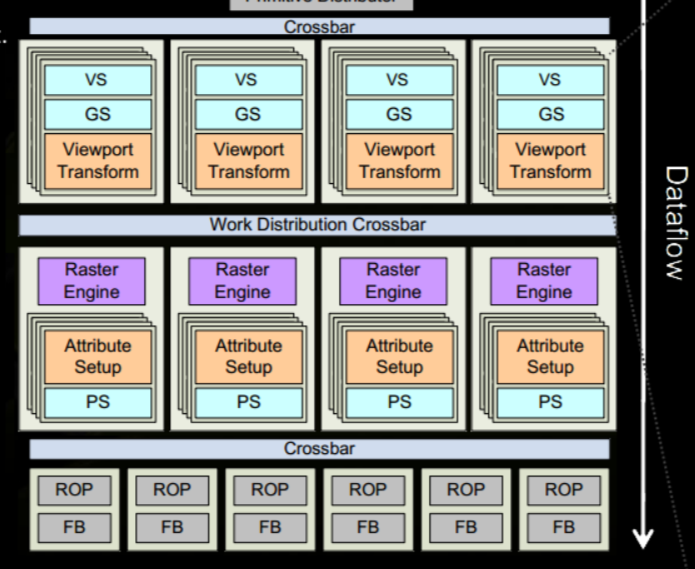 Primitive Distributor
Crossbar
VS VS VS VS
GS GS GS GS
Viewport Viewport Viewport Viewport
Transform Transform Transform Transform
Work Distribution Crossbar
Raster Raster Raster Raster
Engine Engine Engine Engine
Attribute Attribute Attribute Attribute
Setup Setup Setup Setup
PS PS PS PS
Crossbar
ROP ROP ROP ROP ROP ROP
FB FB FB FB FB FB
Dataflow